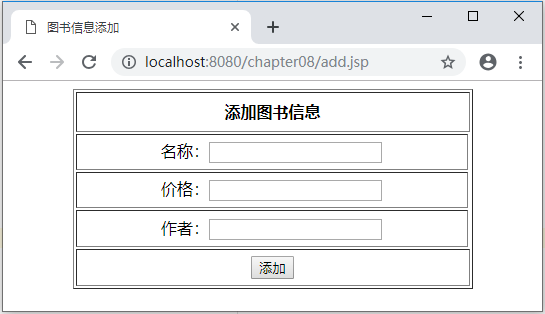 图书信息添加
localhost:8080/chapter08/add.jsp
添加图书信息
名称：
价格：
作者：
添加